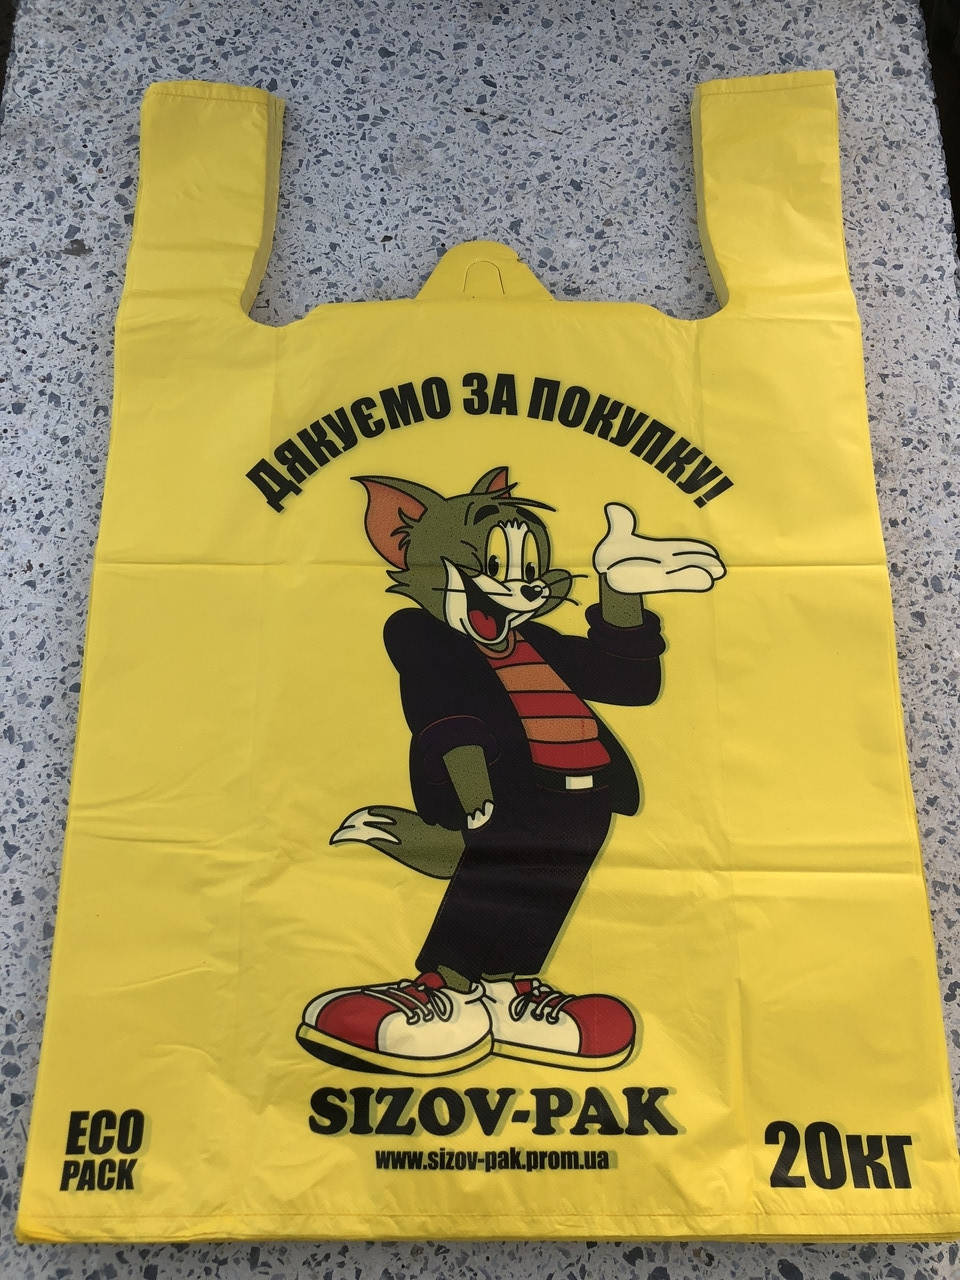 ДЯКУЄМО ЗА ПОКУПКУ!
SIZOV-PAK
www.sizov-pak.prom.ua
ECO
PACK
20кг